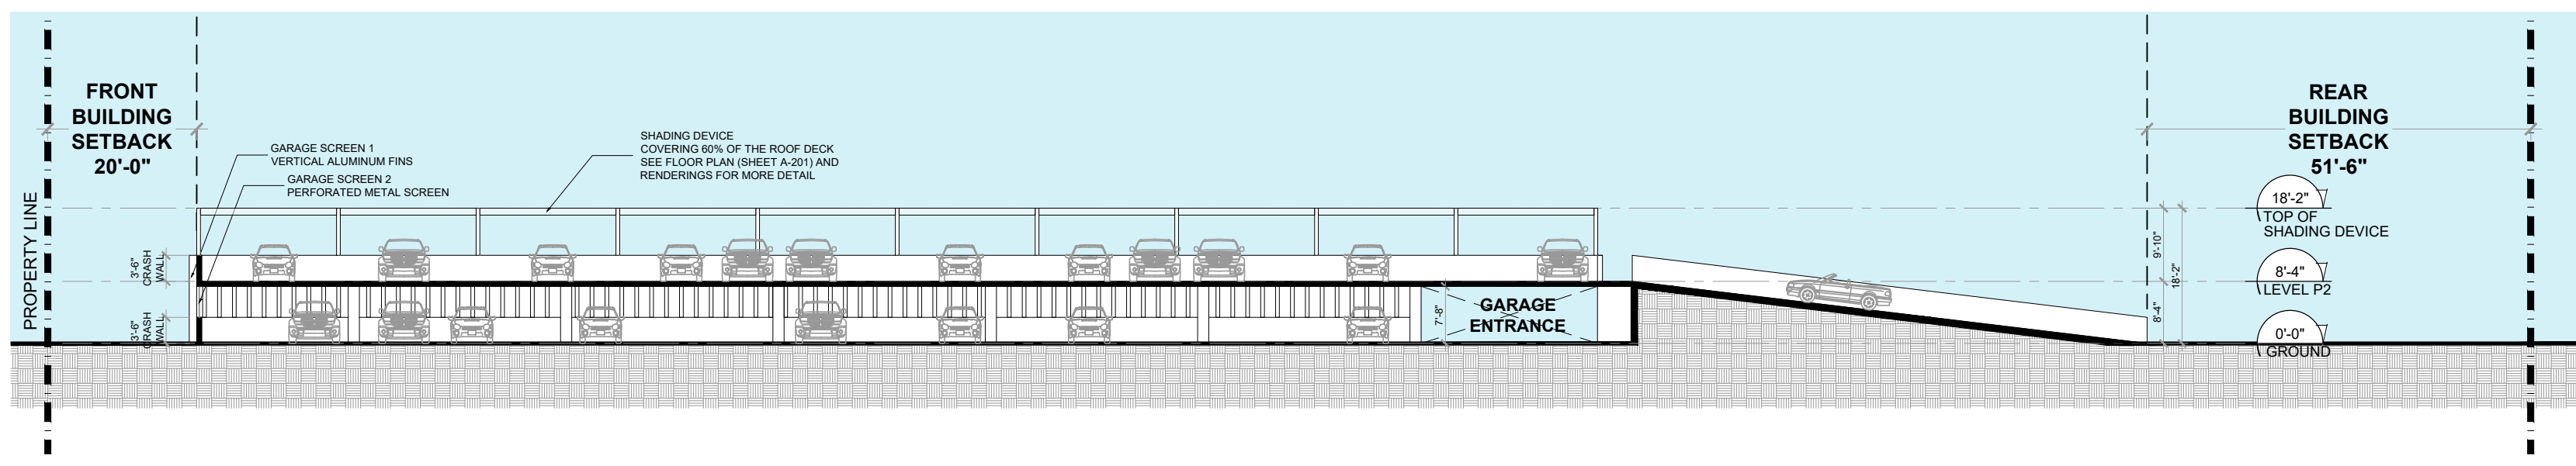 FRONT
BUILDING
SETBACK
20'-0"
PROPERTY LINE
GARAGE SCREEN 1
VERTICAL ALUMINUM FINS
GARAGE SCREEN 2
PERFORATED METAL SCREEN
SHADING DEVICE
COVERING 60% OF THE ROOF DECK
SEE FLOOR PLAN (SHEET A-201) AND
RENDERINGS FOR MORE DETAIL
3'-6"
CRASH
WALL
3'-6"
CRASH
WALL
7'-8"
GARAGE
ENTRANCE
REAR
BUILDING
SETBACK
51'-6"
9'-10"
18'-2"
8'-4"
18'-2"
TOP OF
SHADING DEVICE
8'-4"
LEVEL P2
0'-0"
GROUND